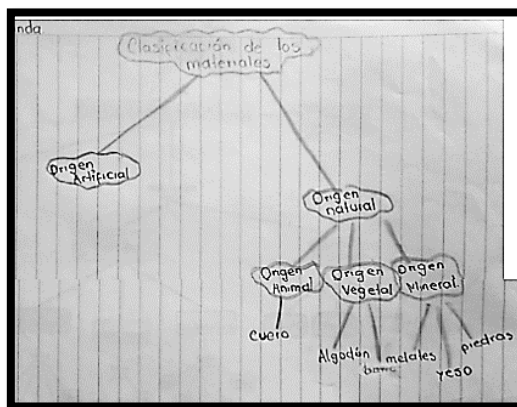 nda
Clasificación de los
materiales
Origen
Artificial
Origen
natural
Origen
Animal
Origen
Vegetal
Origen
Mineral
cuero
Algodón
metales
piedras
yeso